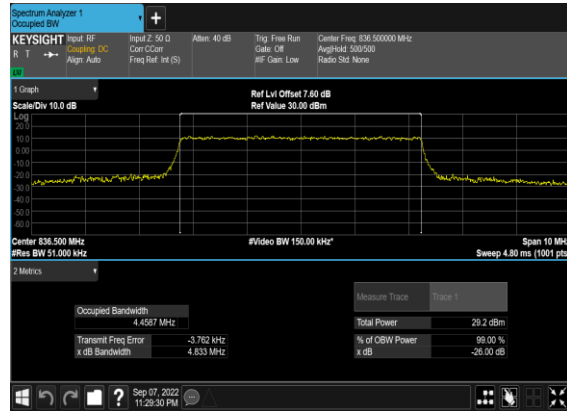 Spectrum Analyzer 1
Occupied BW
+
KEYSIGHT Input: RF Input Z: 50 Ω Atten: 40 dB Trig: Free Run Center Freq: 836.500000 MHz
R T Coupling: DC Corr CCorr Gate: Off Avg|Hold: 500/500
Align: Auto Freq Ref: Int (S) #IF Gain: Low Radio Std: None
1 Graph
Ref Lvl Offset 7.60 dB
Scale/Div 10.0 dB Ref Value 30.00 dBm
Log
20.0
10.0
0.00
-10.0
-20.0
-30.0
-40.0
-50.0
-60.0
Center 836.500 MHz #Video BW 150.00 kHz* Span 10 MHz
#Res BW 51.000 kHz Sweep 4.80 ms (1001 pts
2 Metrics
Measure Trace Trace 1
Occupied Bandwidth
4.4587 MHz Total Power 29.2 dBm
Transmit Freq Error -3.762 kHz % of OBW Power 99.00 %
x dB Bandwidth 4.833 MHz x dB -26.00 dB
? Sep 07, 2022
11:29:30 PM